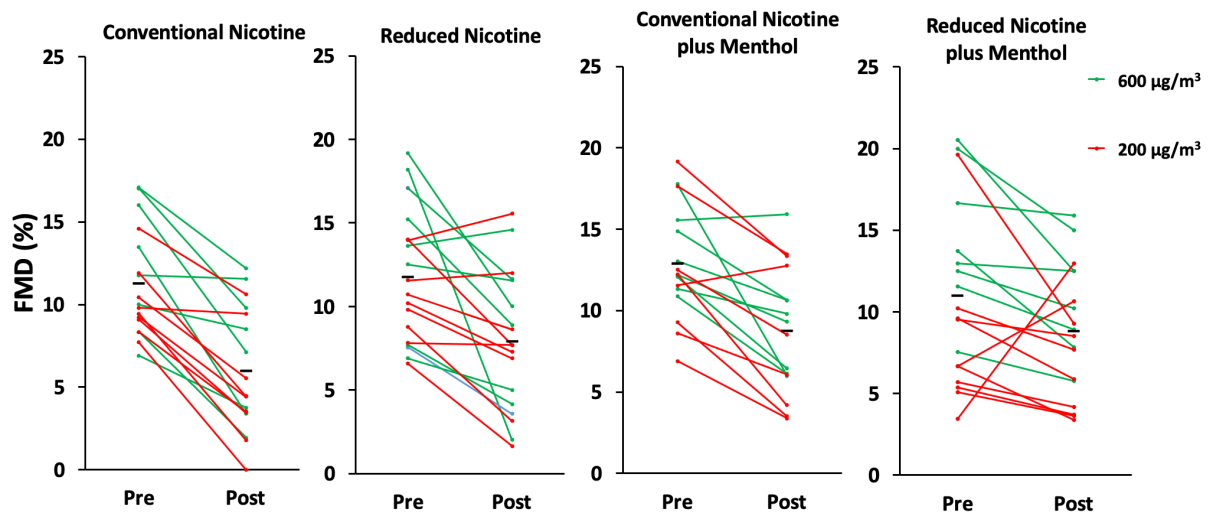 Conventional Nicotine
Reduced Nicotine
Conventional Nicotine
plus Menthol
Reduced Nicotine
plus Menthol
FMD (%)
25
20
15
10
5
0
Pre
Post
25
20
15
10
5
0
Pre
Post
25
20
15
10
5
0
Pre
Post
25
20
15
10
5
0
Pre
Post
600 µg/m³
200 µg/m³